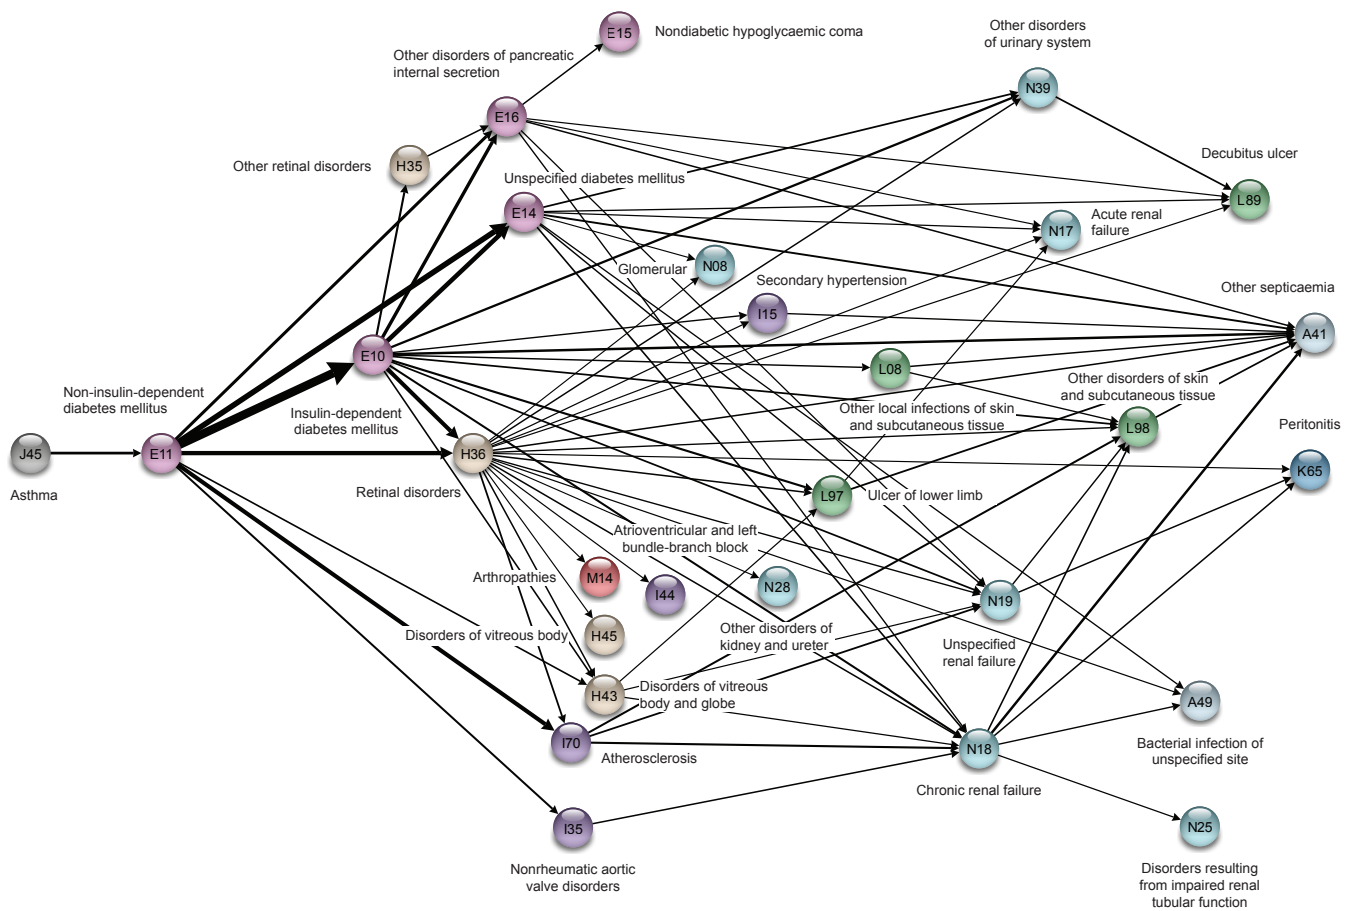 E15
Nondiabetic hypoglycaemic coma
Other disorders
of urinary system
Other disorders of pancreatic
internal secretion
N39
E16
Decubitus ulcer
H35
Other retinal disorders
Unspecified diabetes mellitus
L89
E14
Acute renal
failure
N17
Glomerular
N08
Secondary hypertension
Other septicaemia
I15
A41
E10
L08
Non-insulin-dependent
diabetes mellitus
Other disorders of skin
and subcutaneous tissue
Insulin-dependent
diabetes mellitus
Other local infections of skin
and subcutaneous tissue
L98
Peritonitis
J45
E11
H36
K65
Asthma
Retinal disorders
L97
Ulcer of lower limb
Atrioventricular and left
bundle-branch block
Arthropathies
M14
I44
N28
N19
Disorders of vitreous body
H45
Other disorders of
kidney and ureter
Unspecified
renal failure
H43
Disorders of vitreous
body and globe
A49
I70
Atherosclerosis
N18
Bacterial infection of
unspecified site
Chronic renal failure
I35
N25
Nonrheumatic aortic
valve disorders
Disorders resulting
from impaired renal
tubular function